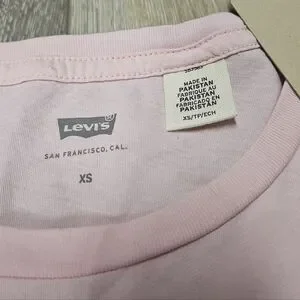 Levi's®
SAN FRANCISCO, CAL.
XS
MADE IN
PAKISTAN
FABRIQUÉ AU
PAKISTAN
FABRICADO EN
PAKISTAN
XS/TP/ECH